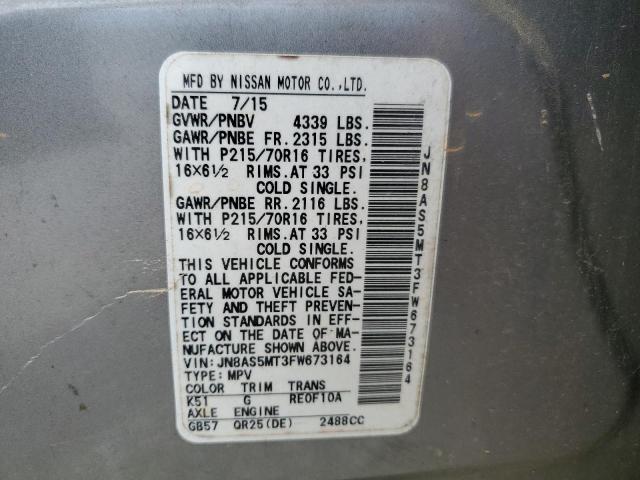 MFD BY NISSAN MOTOR CO.,LTD.
DATE 7/15
GVWR/PNBV 4339 LBS.
GAWR/PNBE FR. 2315 LBS.
WITH P215/70R16 TIRES,
16×6½ RIMS. AT 33 PSI
COLD SINGLE.
GAWR/PNBE RR. 2116 LBS.
WITH P215/70R16 TIRES,
16×6½ RIMS. AT 33 PSI
COLD SINGLE.
THIS VEHICLE CONFORMS
TO ALL APPLICABLE FED-
ERAL MOTOR VEHICLE SA-
FETY AND THEFT PREVEN-
TION STANDARDS IN EFF-
ECT ON THE DATE OF MA-
NUFACTURE SHOWN ABOVE.
VIN: JN8AS5MT3FW673164
TYPE: MPV
COLOR TRIM TRANS
K51 G RE0F10A
AXLE ENGINE
GB57 QR25(DE) 2488CC
JN8AS5MT3FW673164